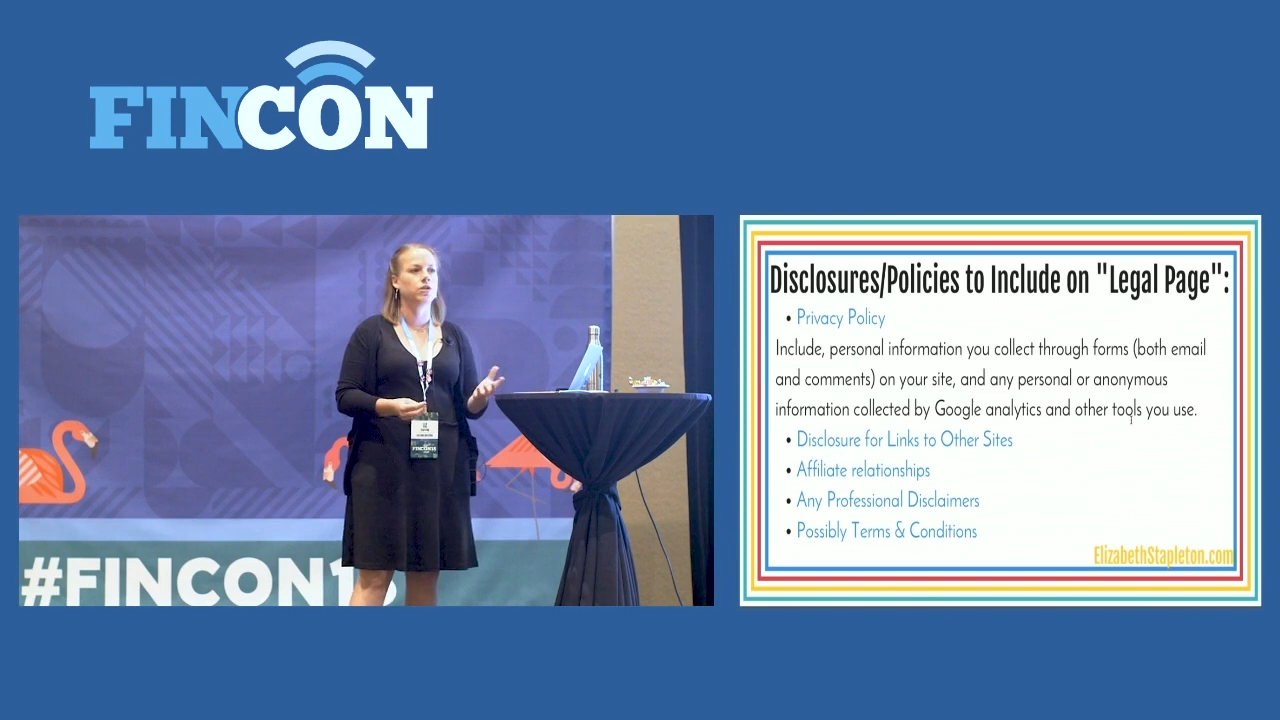 FINCON
Disclosures/Policies to Include on "Legal Page":
• Privacy Policy
Include, personal information you collect through forms (both email
and comments) on your site, and any personal or anonymous
information collected by Google analytics and other tools you use.
• Disclosure for Links to Other Sites
• Affiliate relationships
• Any Professional Disclaimers
• Possibly Terms & Conditions
ElizabethStapleton.com
#FINCON18